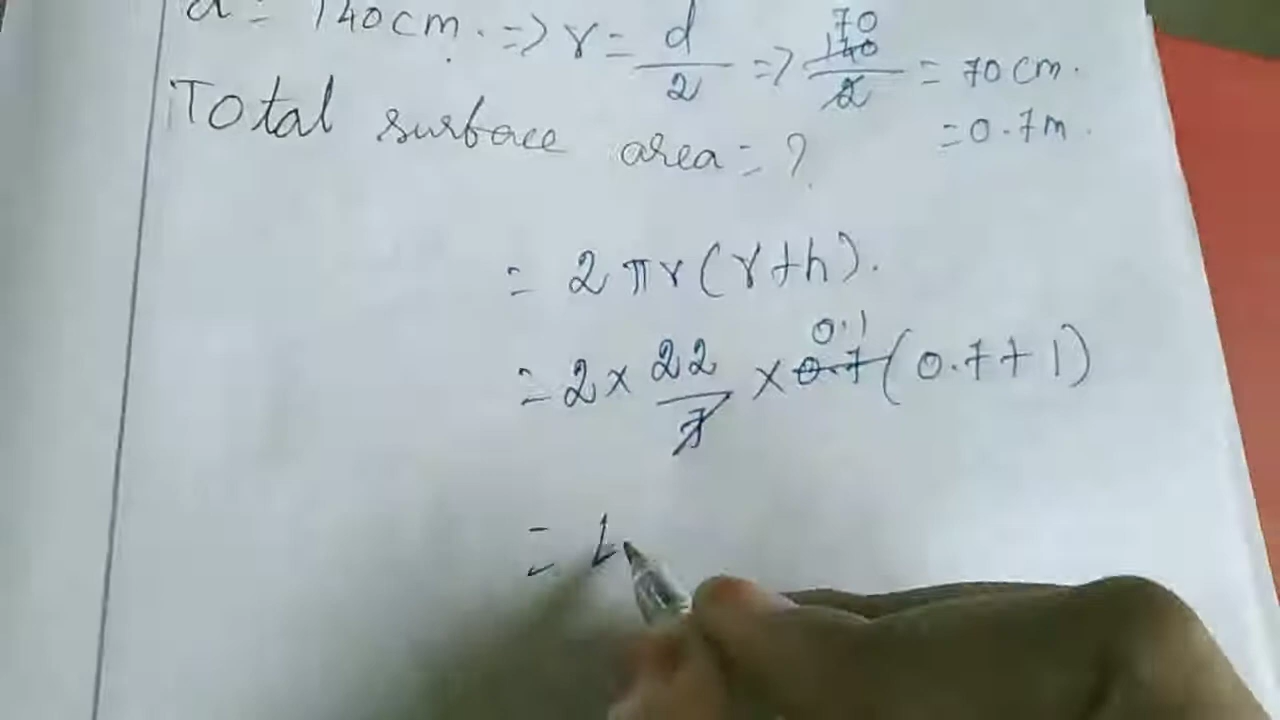 d = 140 cm. => r = d/2 => 70 140/2 = 70 cm.
Total surface area = ? = 0.7 m.
= 2πr(r+h).
= 2 × 22/7 × 0.1 0.7 (0.7+1)
=